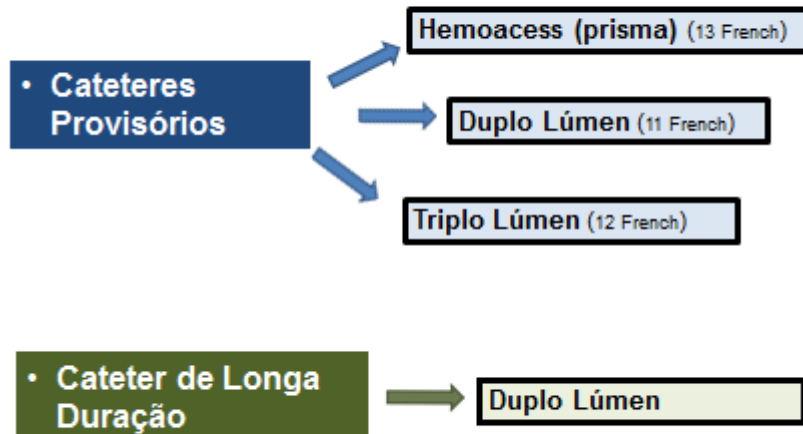 Hemoacess (prisma) (13 French)
• Cateteres
Provisórios
Duplo Lúmen (11 French)
Triplo Lúmen (12 French)
• Cateter de Longa
Duração
Duplo Lúmen